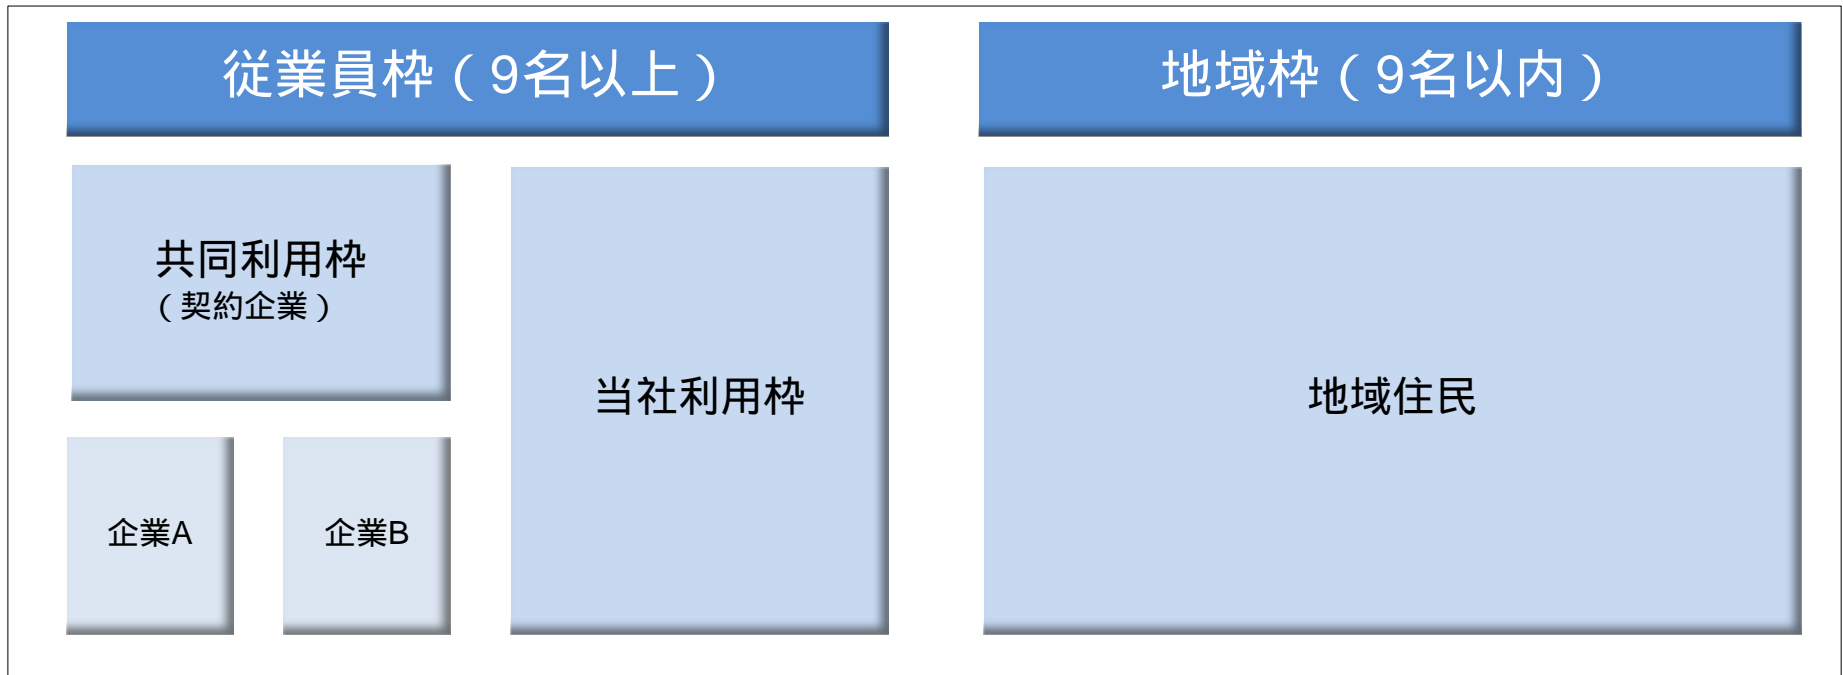 従業員枠（9名以上）
地域枠（9名以内）
共同利用枠
（契約企業）
当社利用枠
地域住民
企業A
企業B